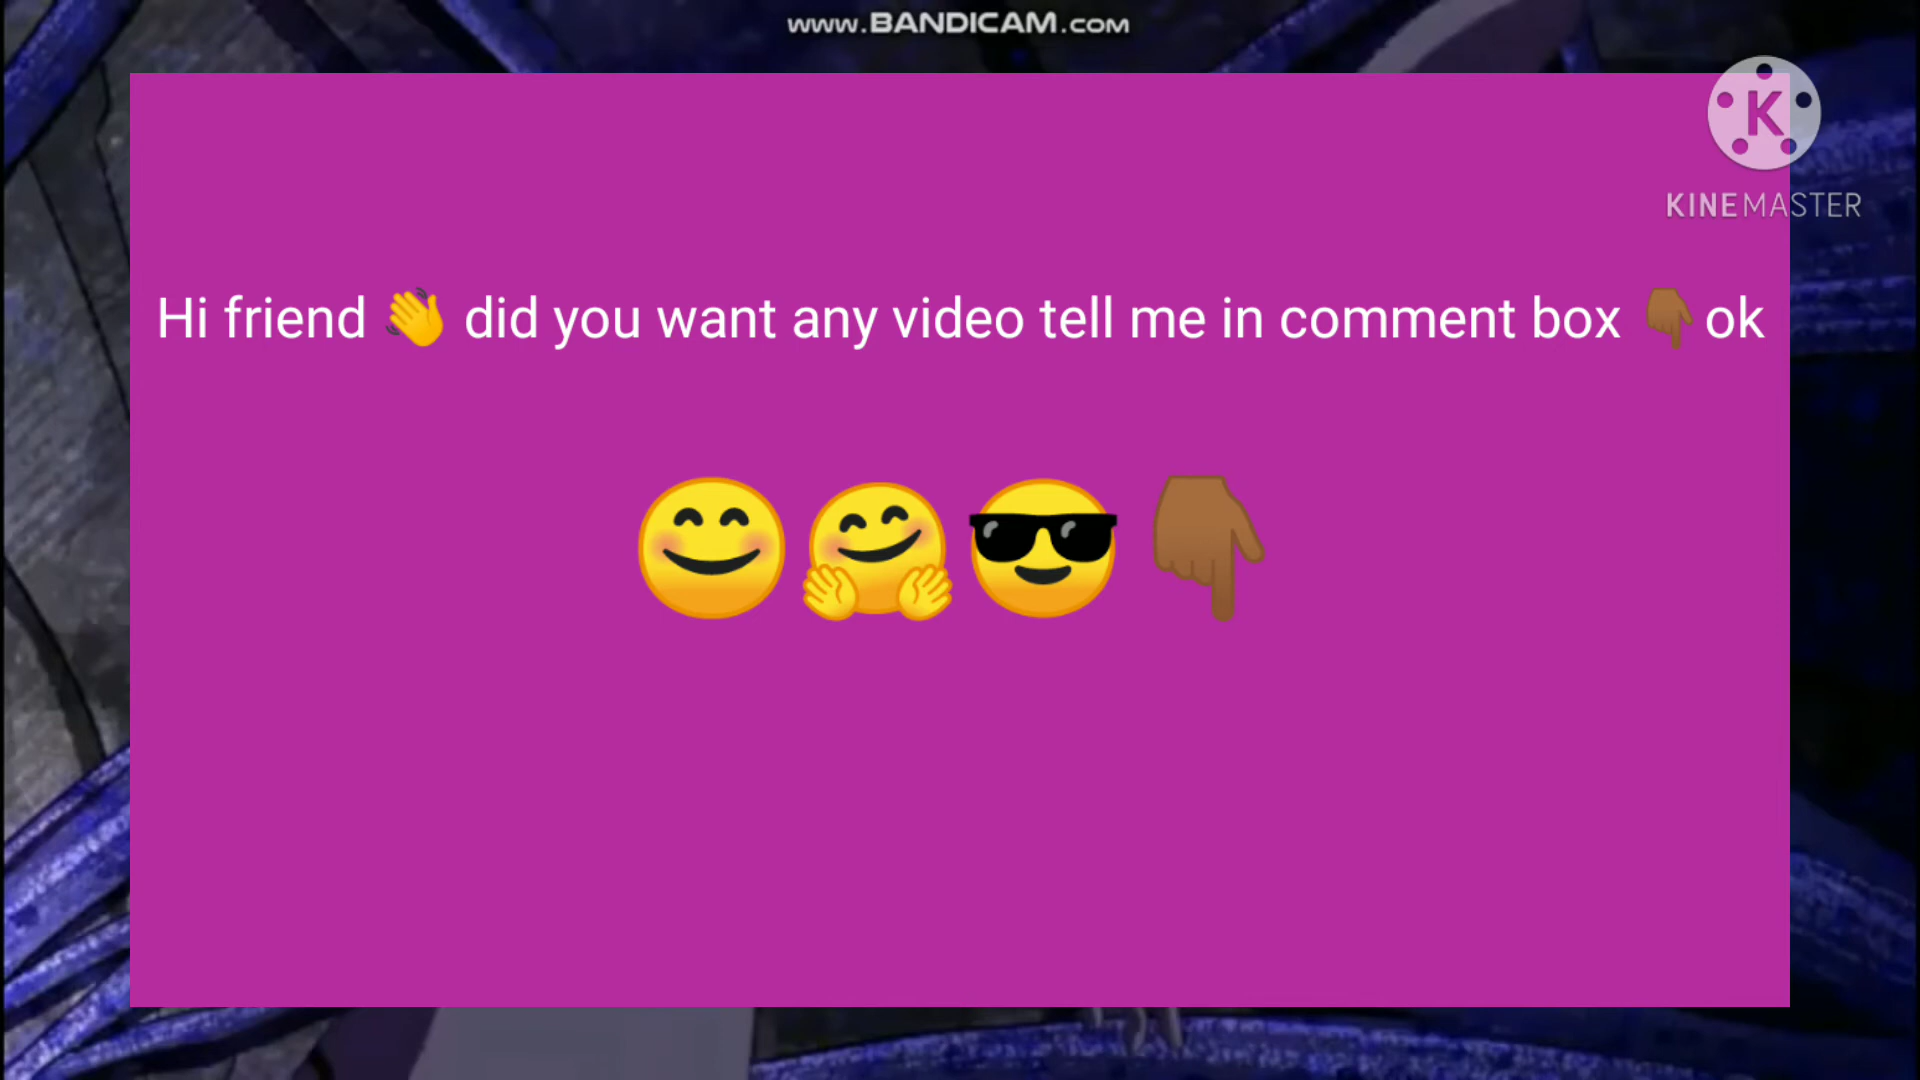 www.BANDICAM.COM
K
KINEMASTER
Hi friend 👋 did you want any video tell me in comment box 👇🏾ok
😊🤗😎👇🏾